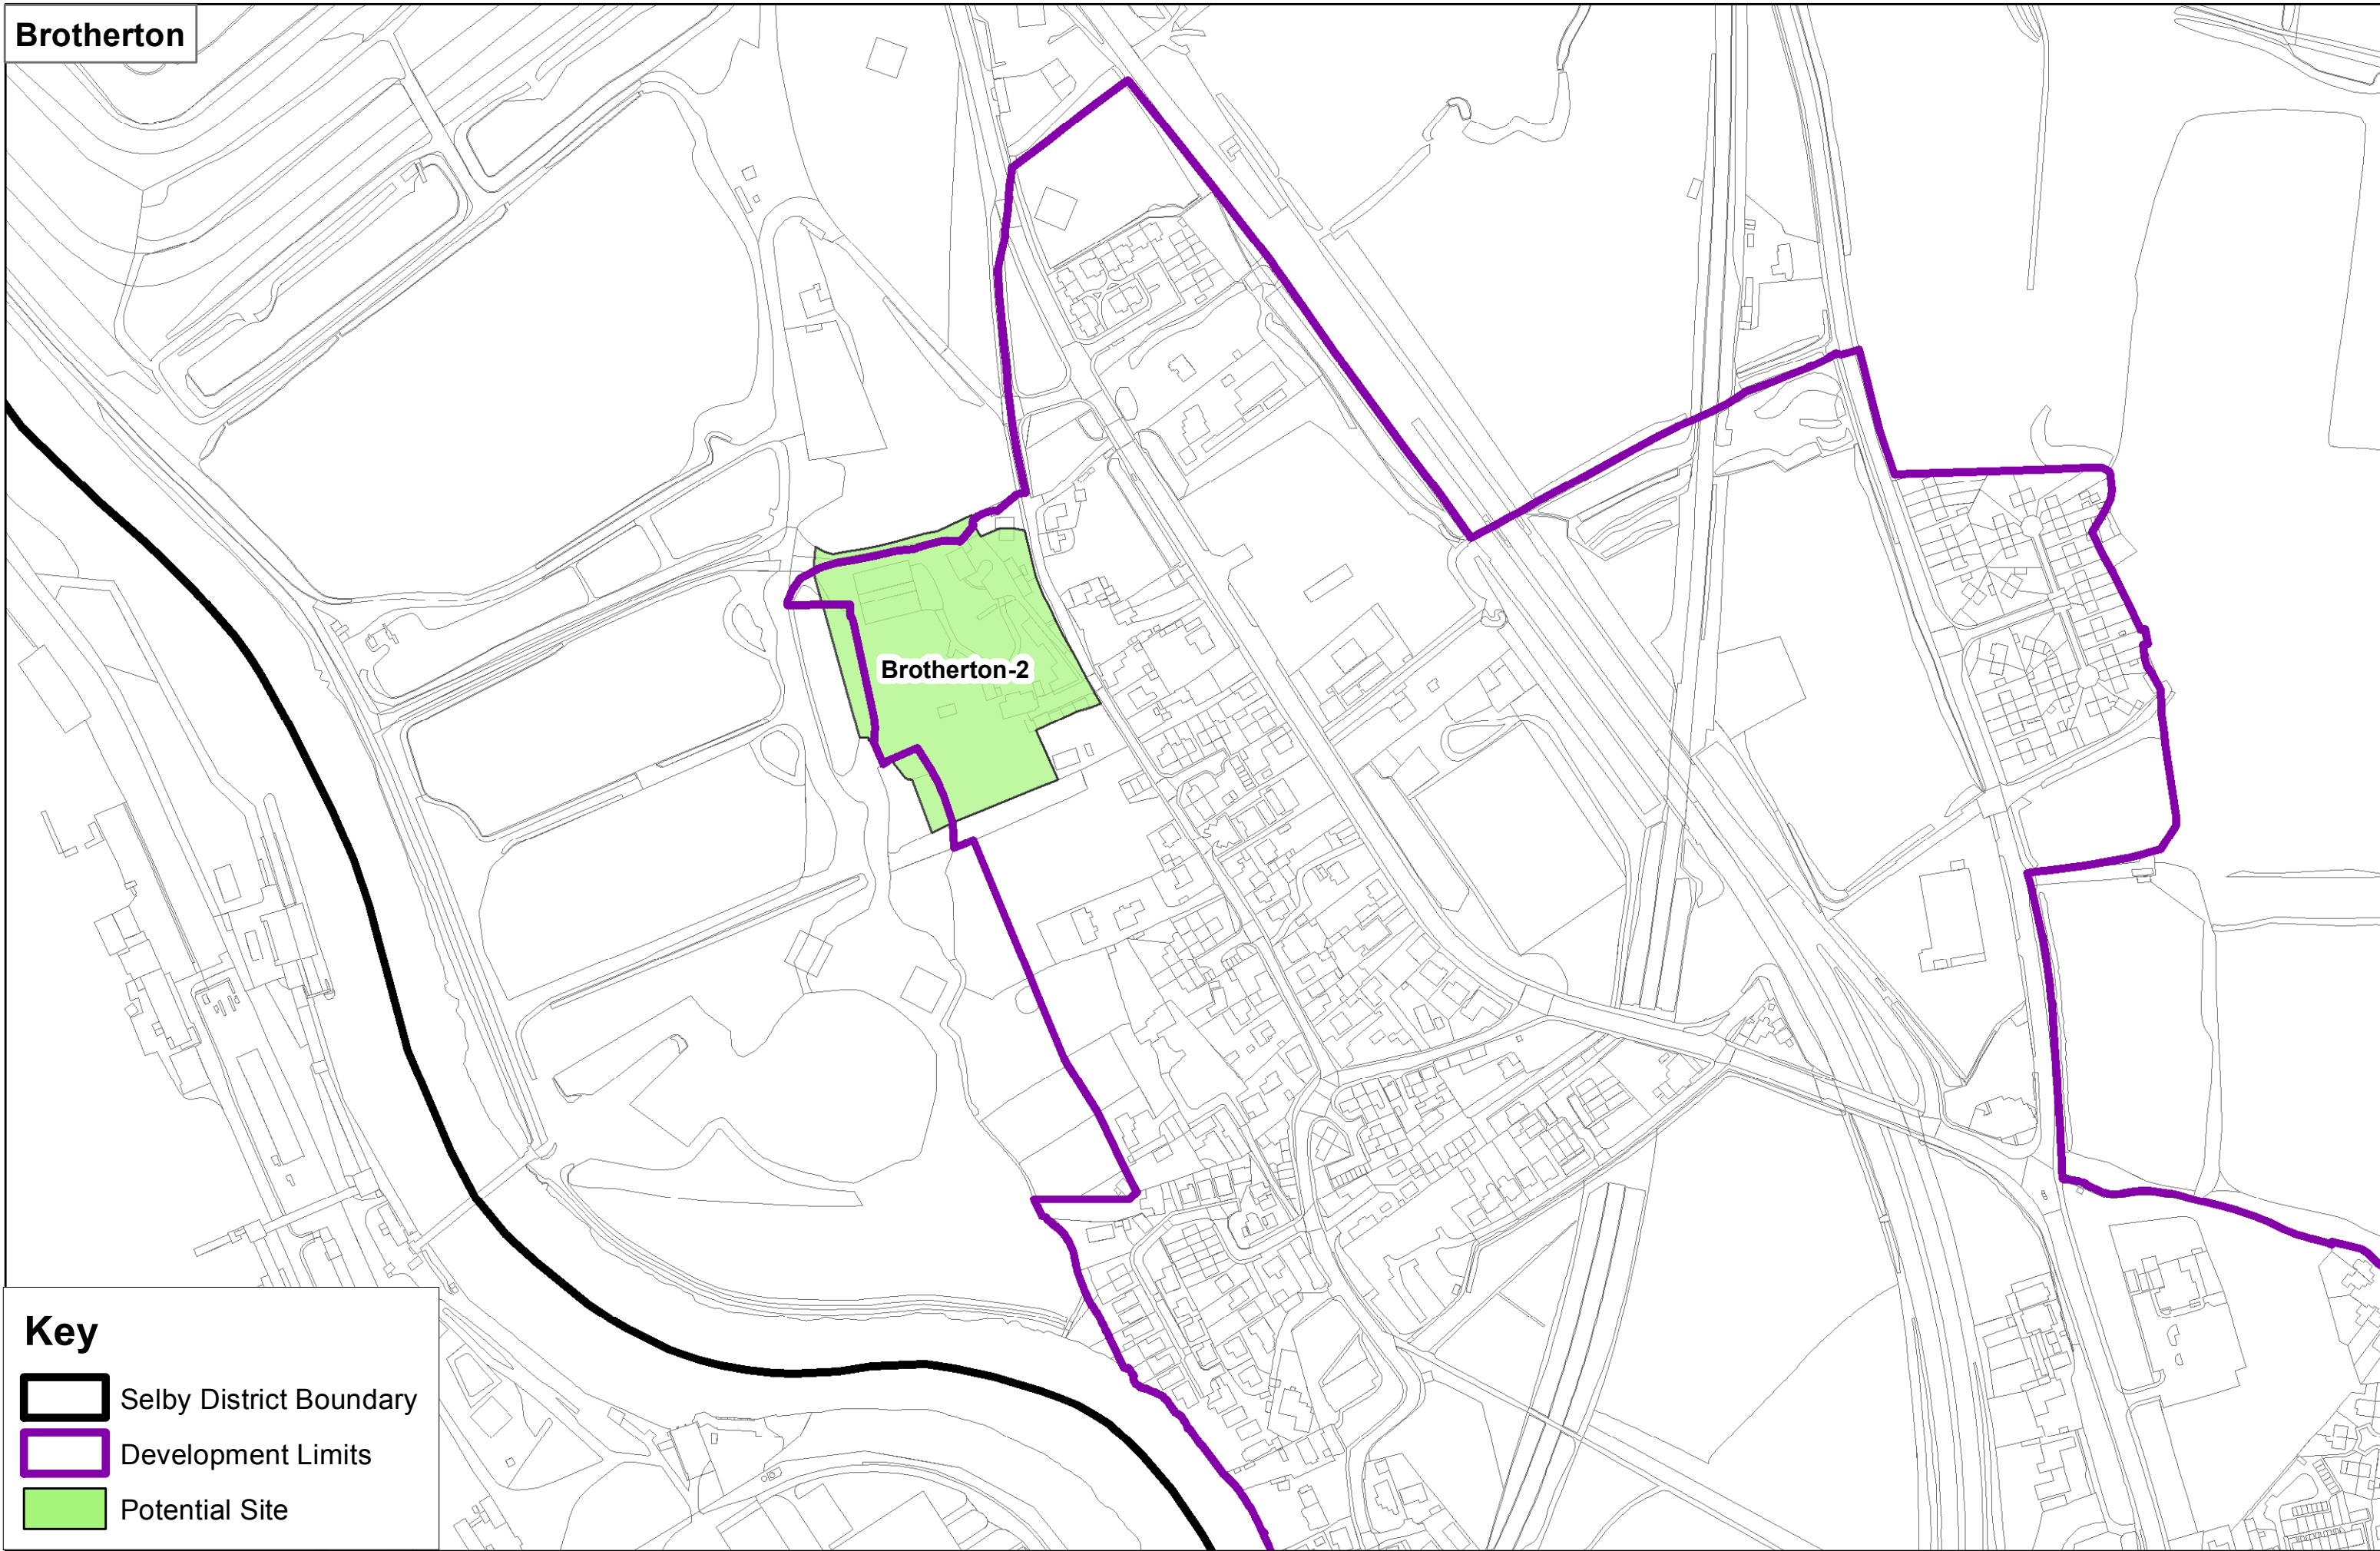 Brotherton
Brotherton-2
Key
Selby District Boundary
Development Limits
Potential Site